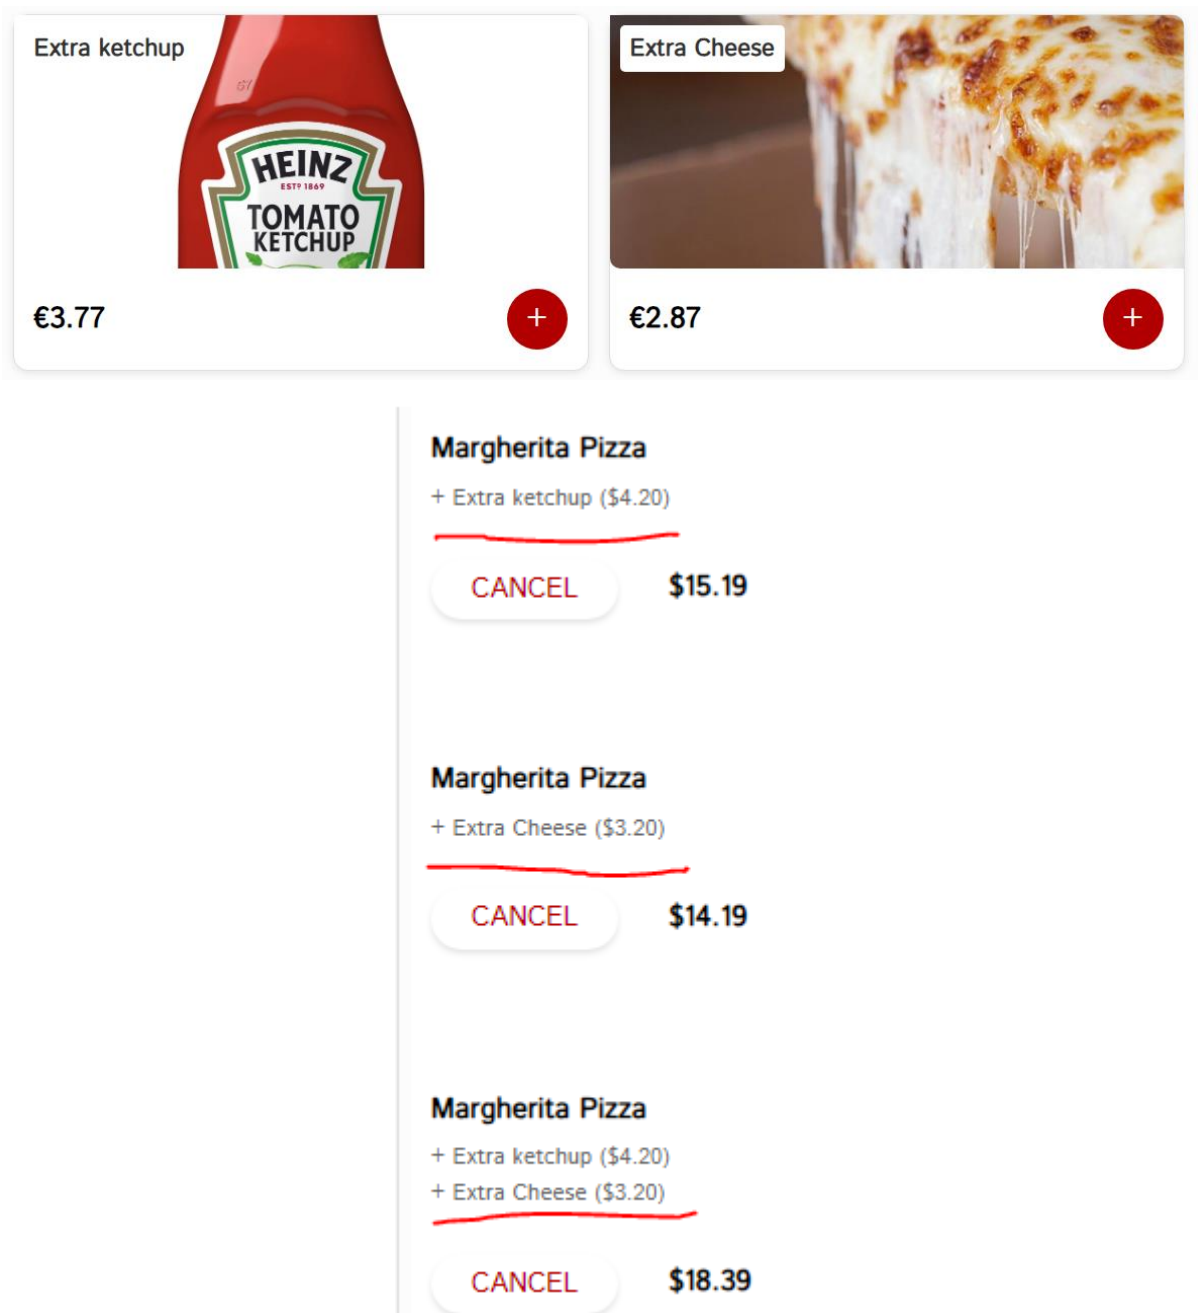 Extra ketchup
HEINZ
ESTD 1869
TOMATO
KETCHUP
€3.77
+
Extra Cheese
€2.87
+
Margherita Pizza
+ Extra ketchup ($4.20)
CANCEL $15.19
Margherita Pizza
+ Extra Cheese ($3.20)
CANCEL $14.19
Margherita Pizza
+ Extra ketchup ($4.20)
+ Extra Cheese ($3.20)
CANCEL $18.39